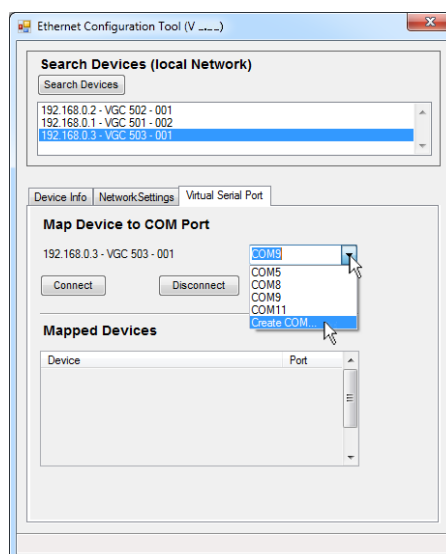 Ethernet Configuration Tool (V _._._)
Search Devices (local Network)
Search Devices
192.168.0.2 - VGC 502 - 001
192.168.0.1 - VGC 501 - 002
192.168.0.3 - VGC 503 - 001
Device Info NetworkSettings Virtual Serial Port
Map Device to COM Port
192.168.0.3 - VGC 503 - 001 COM9
COM5
COM8
COM9
COM11
Create COM...
Connect Disconnect
Mapped Devices
Device Port